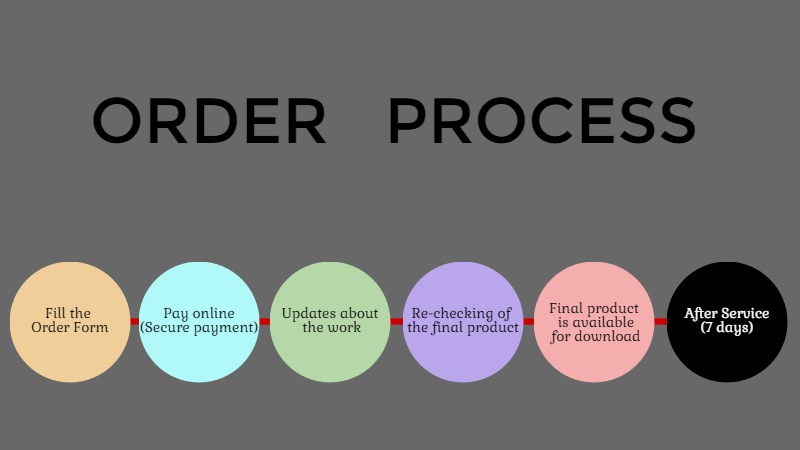 ORDER PROCESS
Fill the
Order Form
Pay online
(Secure payment)
Updates about
the work
Re-checking of
the final product
Final product
is available
for download
After Service
(7 days)